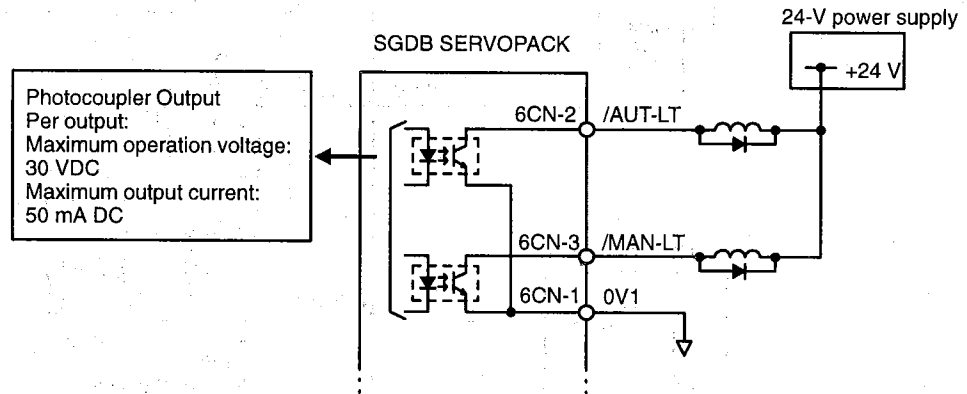 24-V power supply
SGDB SERVOPACK
+24 V
Photocoupler Output
Per output:
Maximum operation voltage:
30 VDC
Maximum output current:
50 mA DC
6CN-2 /AUT-LT
6CN-3 /MAN-LT
6CN-1 0V1